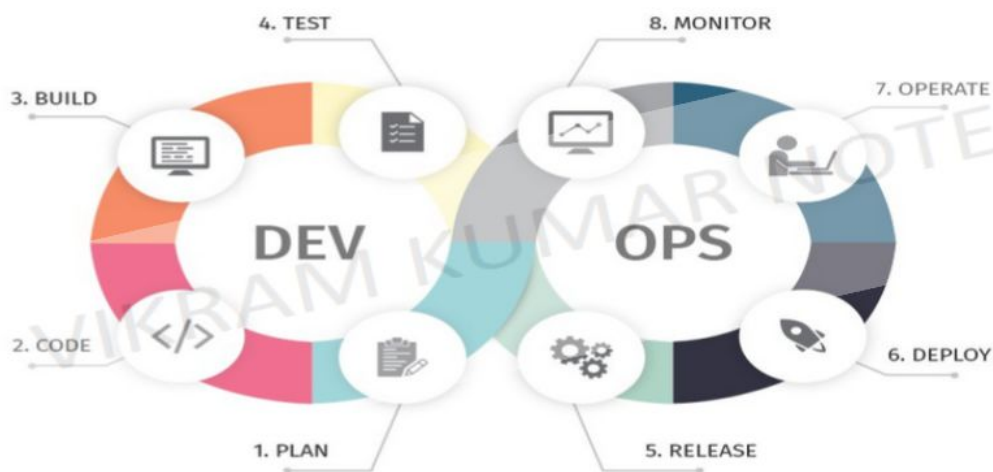 4. TEST
8. MONITOR
3. BUILD
7. OPERATE
DEV
OPS
VIKRAM KUMAR NOTE
</>
2. CODE
6. DEPLOY
1. PLAN
5. RELEASE